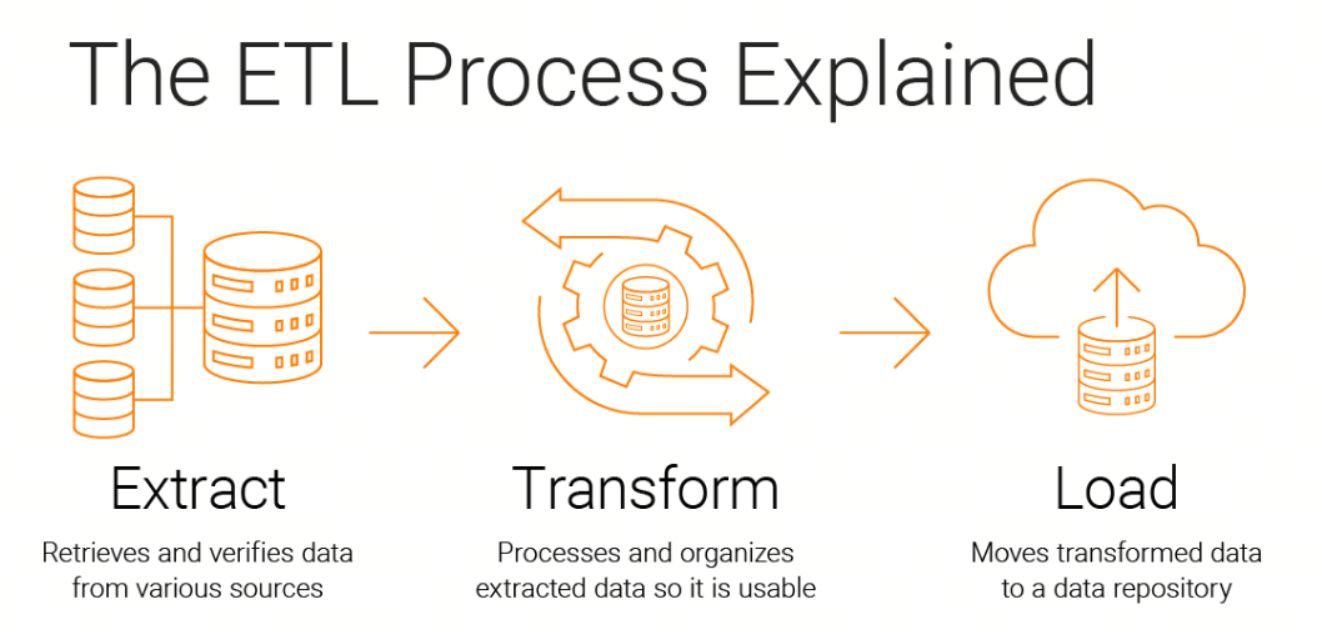 The ETL Process Explained
Extract
Retrieves and verifies data
from various sources
Transform
Processes and organizes
extracted data so it is usable
Load
Moves transformed data
to a data repository